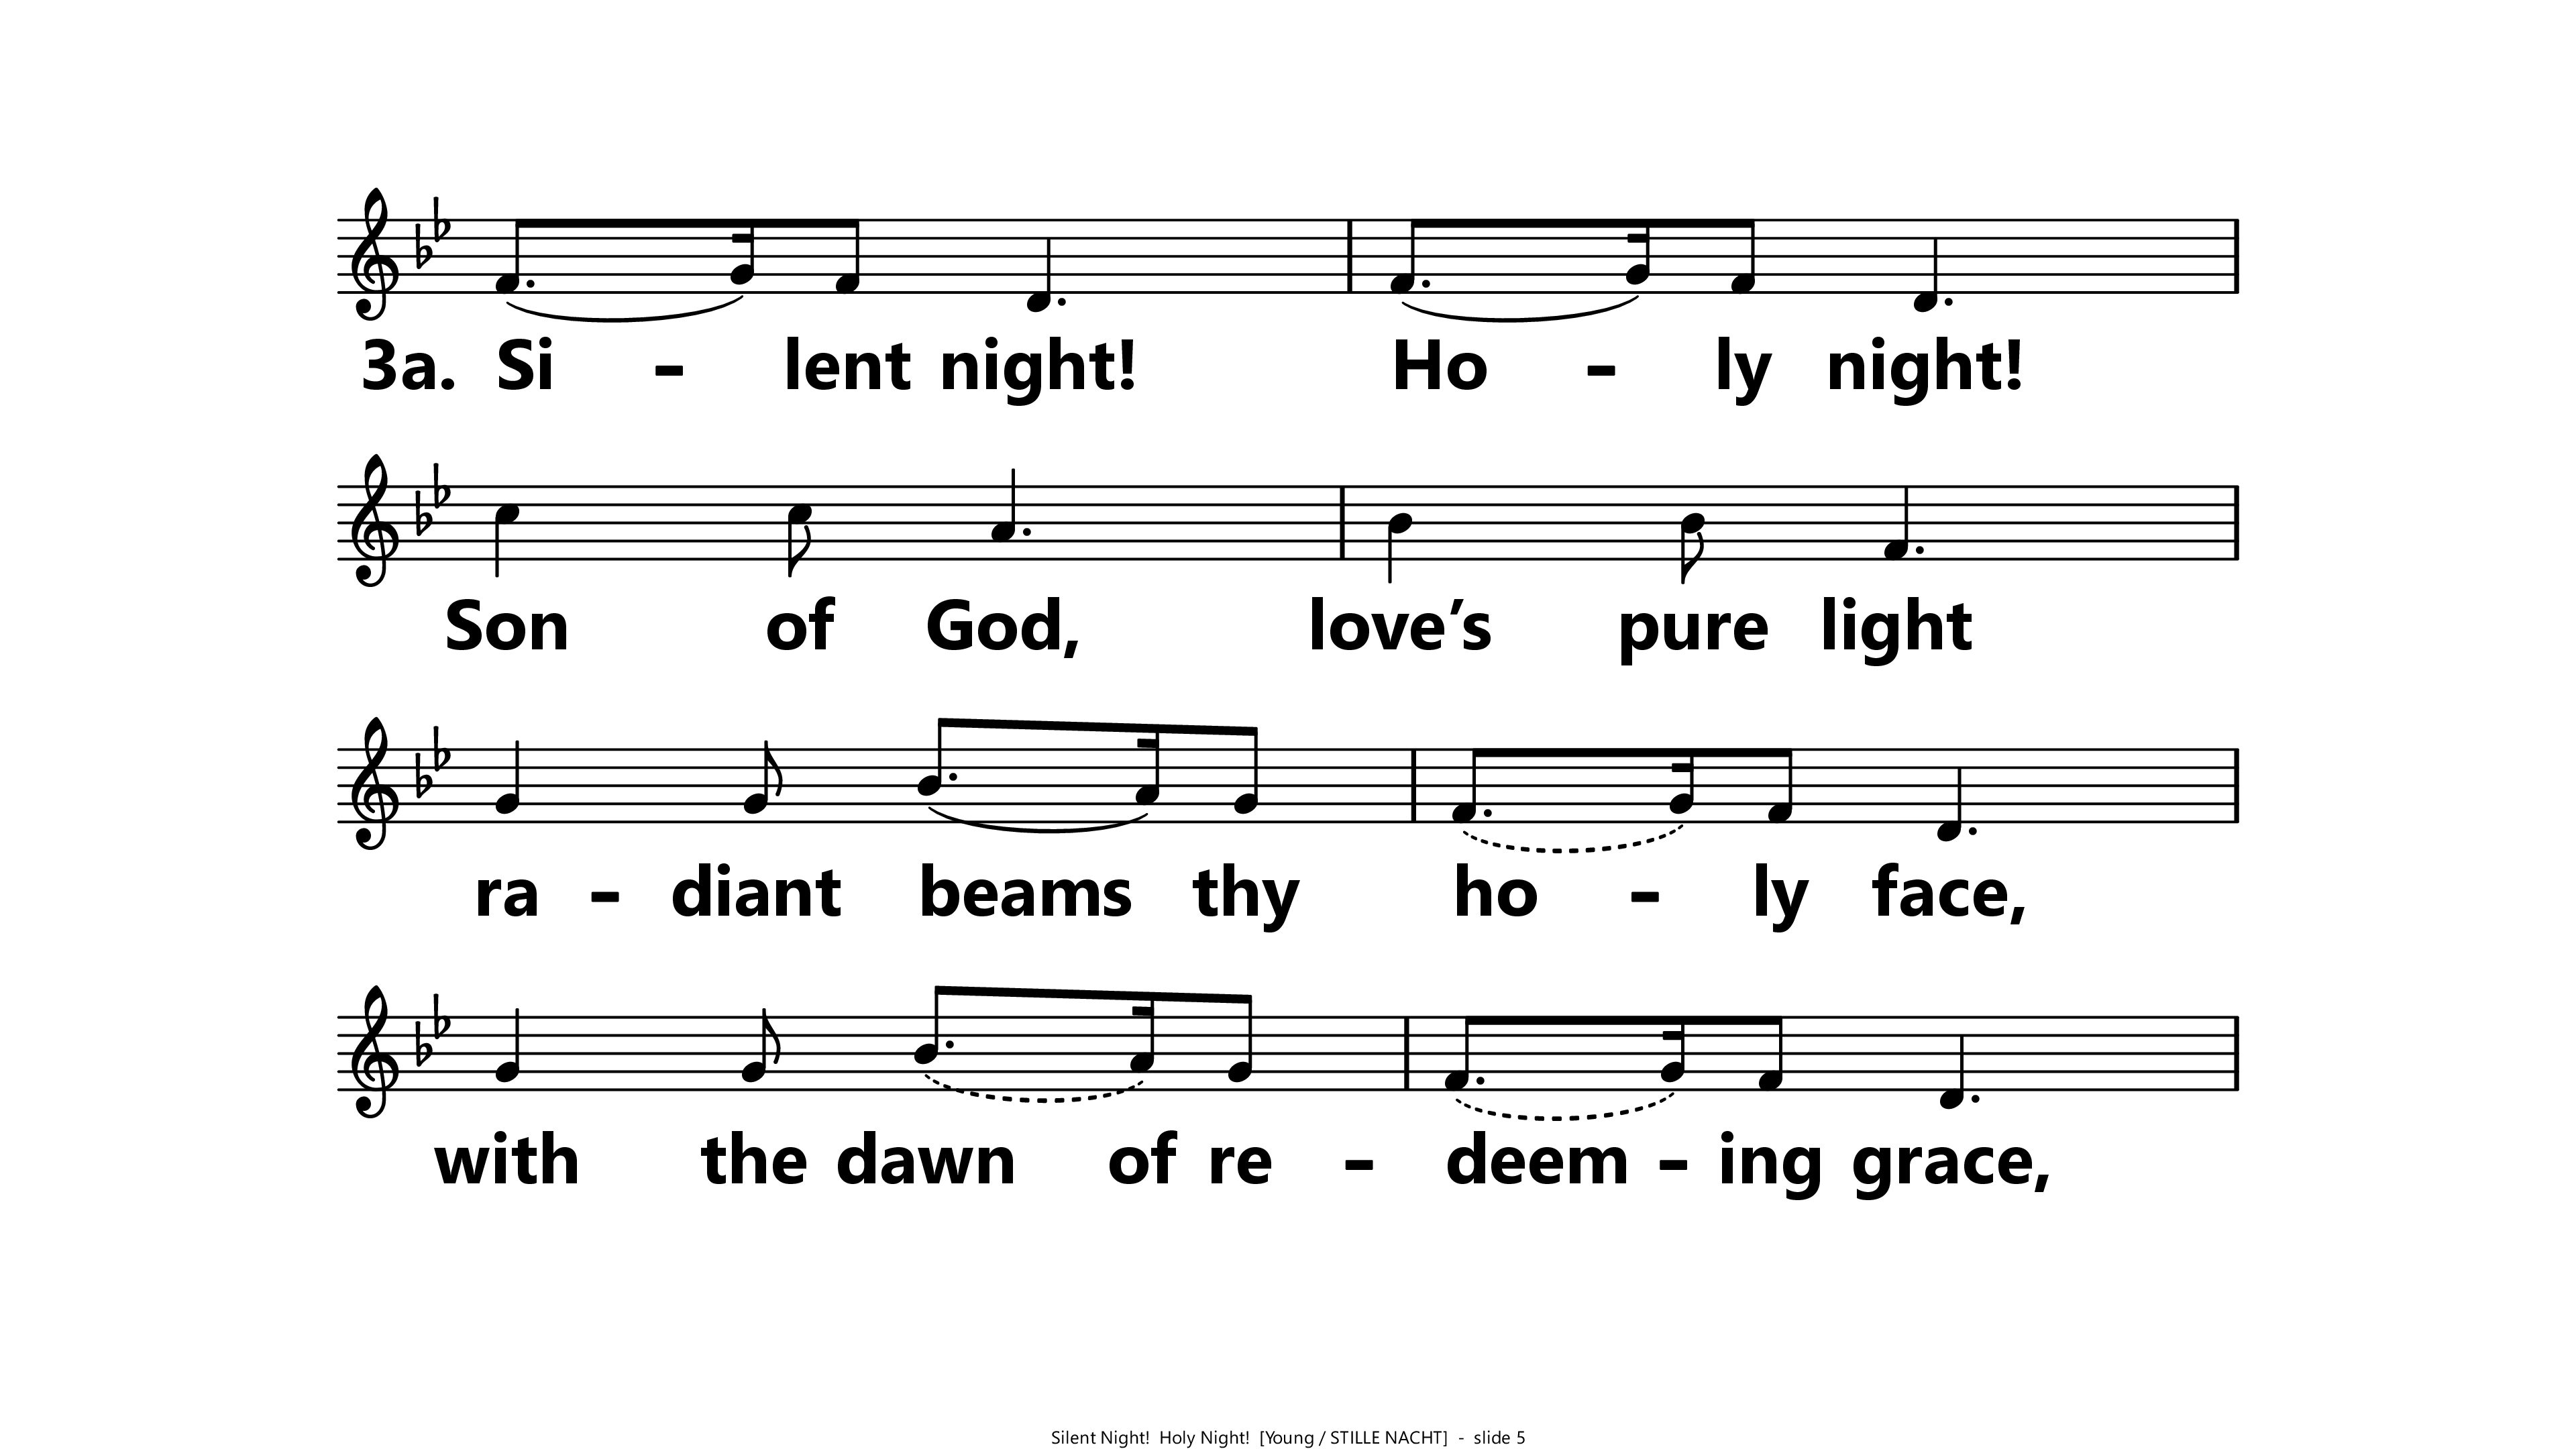 3a. Si - lent night! Ho - ly night!
Son of God, love’s pure light
ra - diant beams thy ho - ly face,
with the dawn of re - deem - ing grace,
Silent Night! Holy Night! [Young / STILLE NACHT] - slide 5